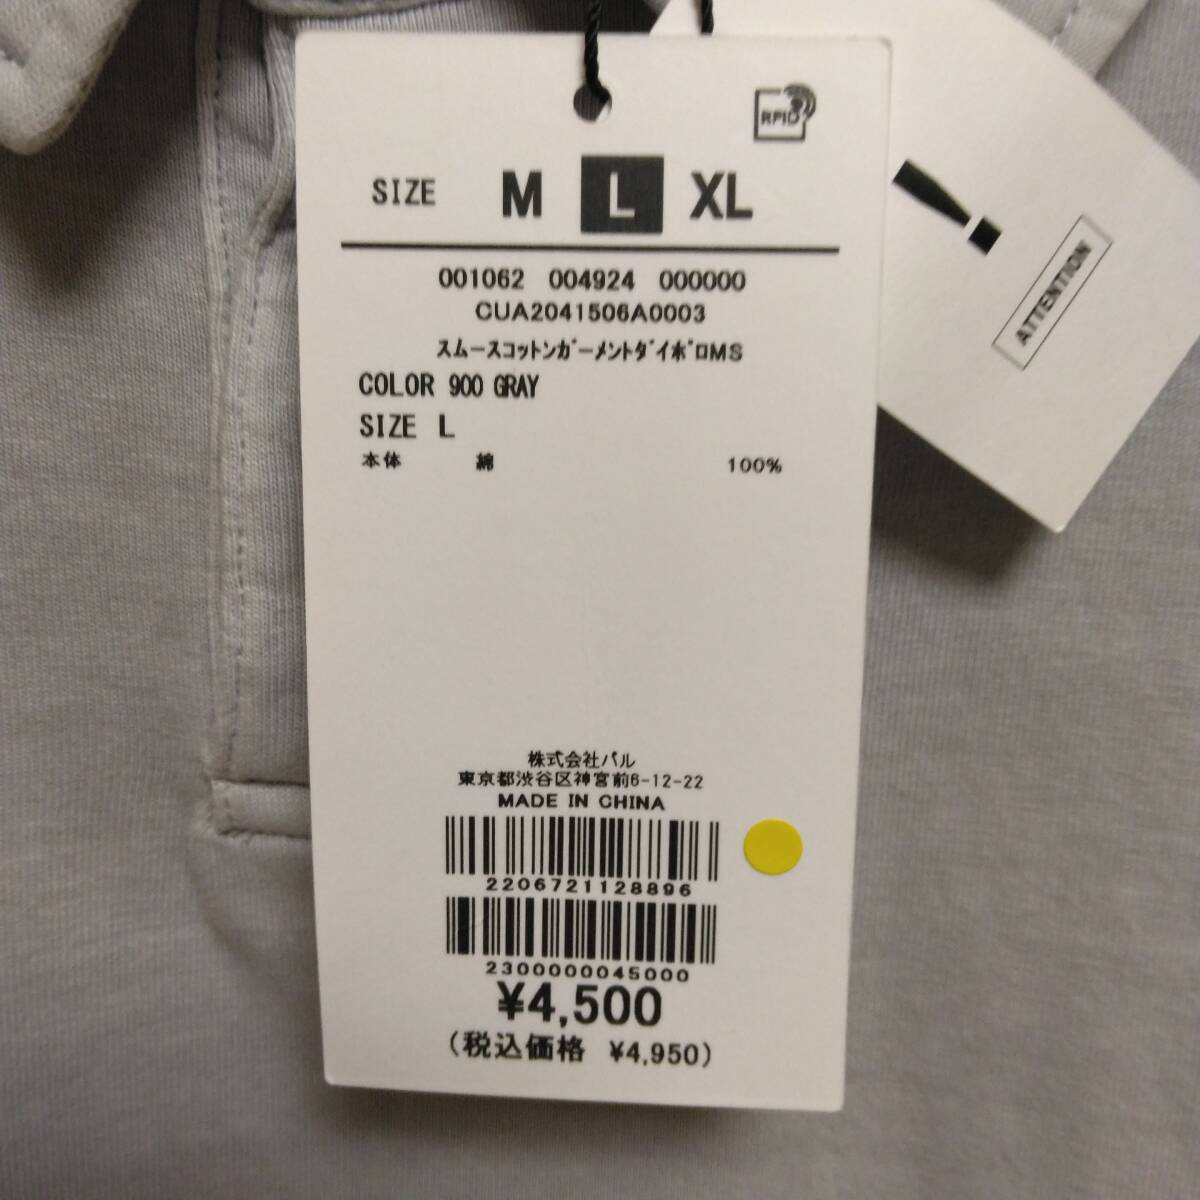 RFID
SIZE M L XL
001062 004924 000000
CUA2041506A0003
スムースコットンガーメントダイポロMS
COLOR 900 GRAY
SIZE L
本体 綿 100%
株式会社パル
東京都渋谷区神宮前6-12-22
MADE IN CHINA
2206721128896
2300000045000
¥4,500
(税込価格 ¥4,950)
!
ATTENTION